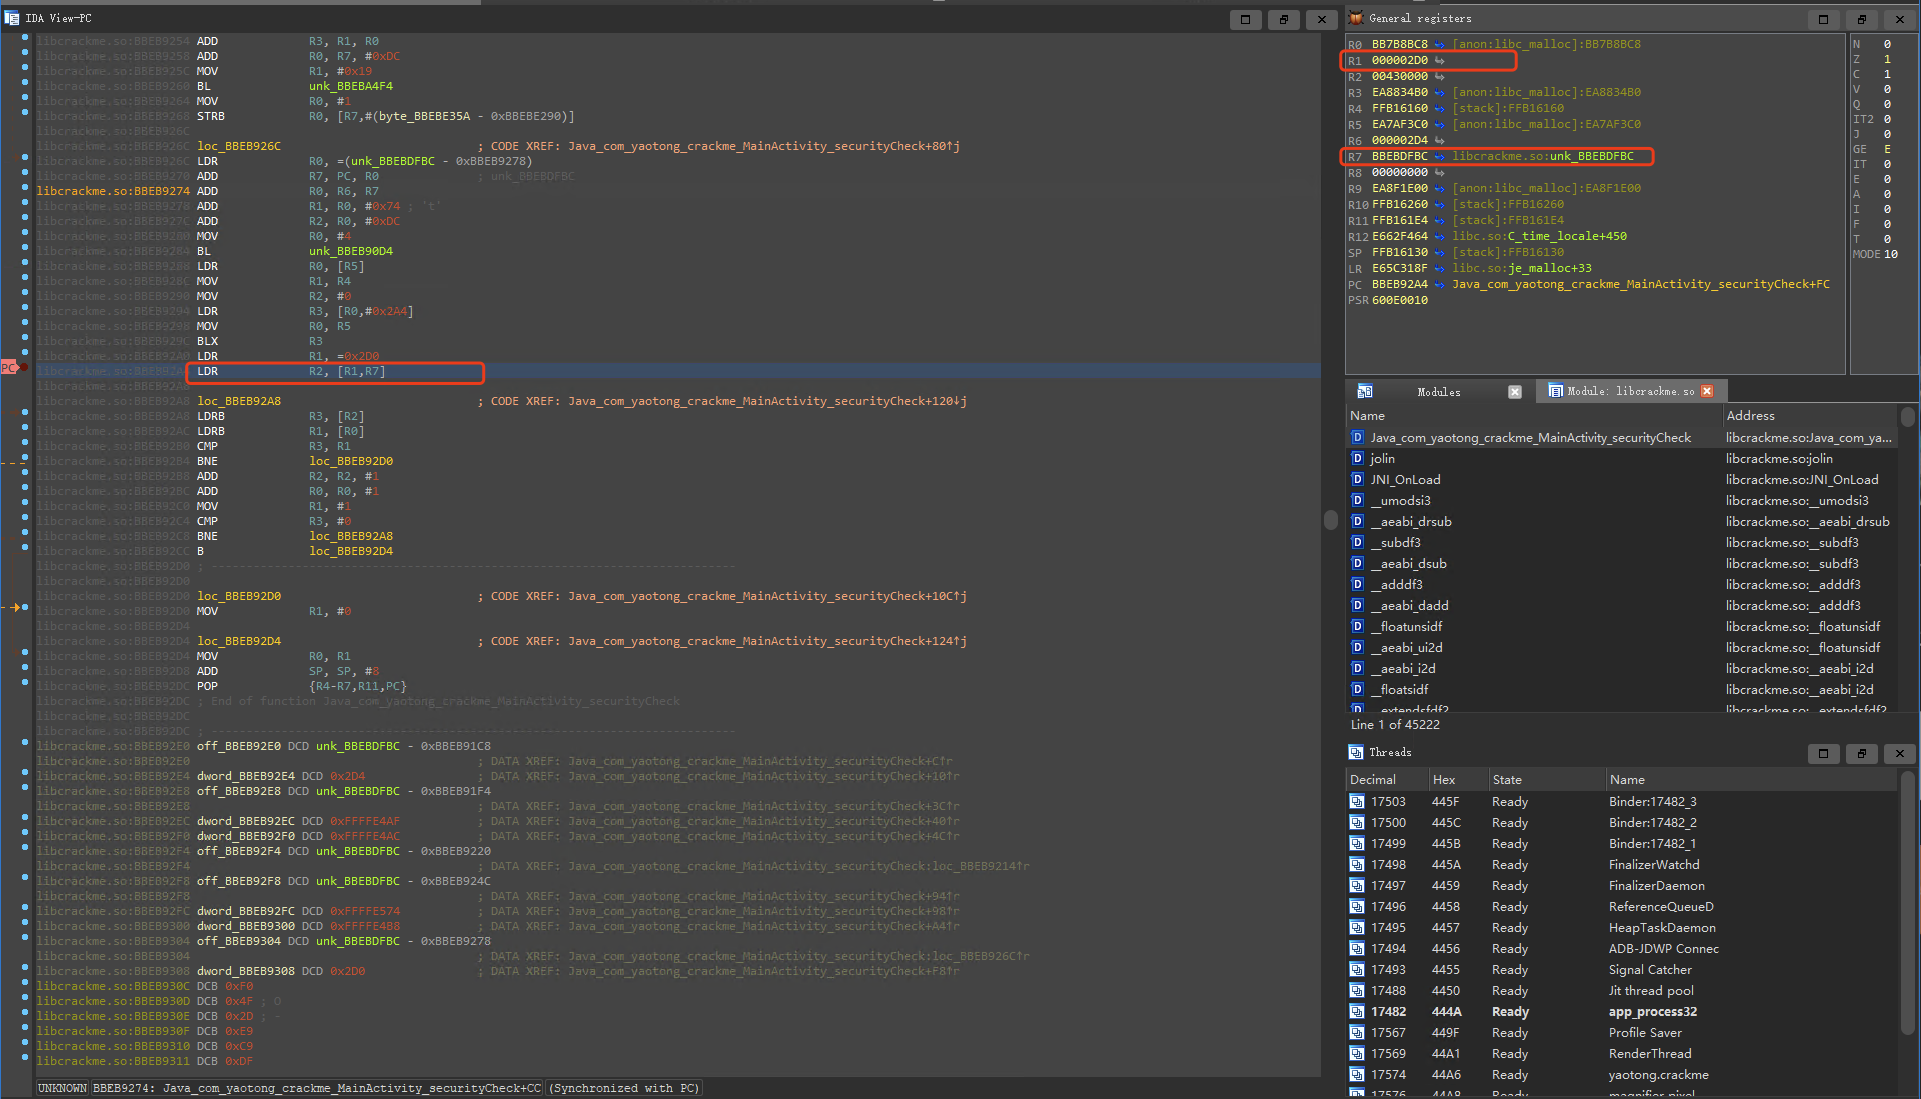 IDA View-PC
libcrackme.so:BBEB9254 ADD R3, R1, R0
libcrackme.so:BBEB9258 ADD R0, R7, #0xDC
libcrackme.so:BBEB925C MOV R1, #0x19
libcrackme.so:BBEB9260 BL unk_BBEBA4F4
libcrackme.so:BBEB9264 MOV R0, #1
libcrackme.so:BBEB9268 STRB R0, [R7,#(byte_BBEBE35A - 0xBBEBE290)]
libcrackme.so:BBEB926C
libcrackme.so:BBEB926C loc_BBEB926C ; CODE XREF: Java_com_yaotong_crackme_MainActivity_securityCheck+80↑j
libcrackme.so:BBEB926C LDR R0, =(unk_BBEBDFBC - 0xBBEB9278)
libcrackme.so:BBEB9270 ADD R7, PC, R0 ; unk_BBEBDFBC
libcrackme.so:BBEB9274 ADD R0, R6, R7
libcrackme.so:BBEB9278 ADD R1, R0, #0x74 ; 't'
libcrackme.so:BBEB927C ADD R2, R0, #0xDC
libcrackme.so:BBEB9280 MOV R0, #4
libcrackme.so:BBEB9284 BL unk_BBEB90D4
libcrackme.so:BBEB9288 LDR R0, [R5]
libcrackme.so:BBEB928C MOV R1, R4
libcrackme.so:BBEB9290 MOV R2, #0
libcrackme.so:BBEB9294 LDR R3, [R0,#0x2A4]
libcrackme.so:BBEB9298 MOV R0, R5
libcrackme.so:BBEB929C BLX R3
libcrackme.so:BBEB92A0 LDR R1, =0x2D0
PC libcrackme.so:BBEB92A4 LDR R2, [R1,R7]
libcrackme.so:BBEB92A8
libcrackme.so:BBEB92A8 loc_BBEB92A8 ; CODE XREF: Java_com_yaotong_crackme_MainActivity_securityCheck+120↓j
libcrackme.so:BBEB92A8 LDRB R3, [R2]
libcrackme.so:BBEB92AC LDRB R1, [R0]
libcrackme.so:BBEB92B0 CMP R3, R1
libcrackme.so:BBEB92B4 BNE loc_BBEB92D0
libcrackme.so:BBEB92B8 ADD R2, R2, #1
libcrackme.so:BBEB92BC ADD R0, R0, #1
libcrackme.so:BBEB92C0 MOV R1, #1
libcrackme.so:BBEB92C4 CMP R3, #0
libcrackme.so:BBEB92C8 BNE loc_BBEB92A8
libcrackme.so:BBEB92CC B loc_BBEB92D4
libcrackme.so:BBEB92D0 ; ---------------------------------------------------------------------------
libcrackme.so:BBEB92D0
libcrackme.so:BBEB92D0 loc_BBEB92D0 ; CODE XREF: Java_com_yaotong_crackme_MainActivity_securityCheck+10C↑j
libcrackme.so:BBEB92D0 MOV R1, #0
libcrackme.so:BBEB92D4
libcrackme.so:BBEB92D4 loc_BBEB92D4 ; CODE XREF: Java_com_yaotong_crackme_MainActivity_securityCheck+124↑j
libcrackme.so:BBEB92D4 MOV R0, R1
libcrackme.so:BBEB92D8 ADD SP, SP, #8
libcrackme.so:BBEB92DC POP {R4-R7,R11,PC}
libcrackme.so:BBEB92DC ; End of function Java_com_yaotong_crackme_MainActivity_securityCheck
libcrackme.so:BBEB92DC
libcrackme.so:BBEB92DC ; ---------------------------------------------------------------------------
libcrackme.so:BBEB92E0 off_BBEB92E0 DCD unk_BBEBDFBC - 0xBBEB91C8
libcrackme.so:BBEB92E0 ; DATA XREF: Java_com_yaotong_crackme_MainActivity_securityCheck+C↑r
libcrackme.so:BBEB92E4 dword_BBEB92E4 DCD 0x2D4 ; DATA XREF: Java_com_yaotong_crackme_MainActivity_securityCheck+10↑r
libcrackme.so:BBEB92E8 off_BBEB92E8 DCD unk_BBEBDFBC - 0xBBEB91F4
libcrackme.so:BBEB92E8 ; DATA XREF: Java_com_yaotong_crackme_MainActivity_securityCheck+3C↑r
libcrackme.so:BBEB92EC dword_BBEB92EC DCD 0xFFFFE4AF ; DATA XREF: Java_com_yaotong_crackme_MainActivity_securityCheck+40↑r
libcrackme.so:BBEB92F0 dword_BBEB92F0 DCD 0xFFFFE4AC ; DATA XREF: Java_com_yaotong_crackme_MainActivity_securityCheck+4C↑r
libcrackme.so:BBEB92F4 off_BBEB92F4 DCD unk_BBEBDFBC - 0xBBEB9220
libcrackme.so:BBEB92F4 ; DATA XREF: Java_com_yaotong_crackme_MainActivity_securityCheck:loc_BBEB9214↑r
libcrackme.so:BBEB92F8 off_BBEB92F8 DCD unk_BBEBDFBC - 0xBBEB924C
libcrackme.so:BBEB92F8 ; DATA XREF: Java_com_yaotong_crackme_MainActivity_securityCheck+94↑r
libcrackme.so:BBEB92FC dword_BBEB92FC DCD 0xFFFFE574 ; DATA XREF: Java_com_yaotong_crackme_MainActivity_securityCheck+98↑r
libcrackme.so:BBEB9300 dword_BBEB9300 DCD 0xFFFFE4B8 ; DATA XREF: Java_com_yaotong_crackme_MainActivity_securityCheck+A4↑r
libcrackme.so:BBEB9304 off_BBEB9304 DCD unk_BBEBDFBC - 0xBBEB9278
libcrackme.so:BBEB9304 ; DATA XREF: Java_com_yaotong_crackme_MainActivity_securityCheck:loc_BBEB926C↑r
libcrackme.so:BBEB9308 dword_BBEB9308 DCD 0x2D0 ; DATA XREF: Java_com_yaotong_crackme_MainActivity_securityCheck+F8↑r
libcrackme.so:BBEB930C DCB 0xF0
libcrackme.so:BBEB930D DCB 0x4F ; O
libcrackme.so:BBEB930E DCB 0x2D ; -
libcrackme.so:BBEB930F DCB 0xE9
libcrackme.so:BBEB9310 DCB 0xC9
libcrackme.so:BBEB9311 DCB 0xDF
UNKNOWN BBEB9274: Java_com_yaotong_crackme_MainActivity_securityCheck+CC (Synchronized with PC)
General registers
R0 BB7B8BC8 [anon:libc_malloc]:BB7B8BC8
R1 000002D0
R2 00430000
R3 EA8834B0 [anon:libc_malloc]:EA8834B0
R4 FFB16160 [stack]:FFB16160
R5 EA7AF3C0 [anon:libc_malloc]:EA7AF3C0
R6 000002D4
R7 BBEBDFBC libcrackme.so:unk_BBEBDFBC
R8 00000000
R9 EA8F1E00 [anon:libc_malloc]:EA8F1E00
R10 FFB16260 [stack]:FFB16260
R11 FFB161E4 [stack]:FFB161E4
R12 E662F464 libc.so:C_time_locale+450
SP FFB16130 [stack]:FFB16130
LR E65C318F libc.so:je_malloc+33
PC BBEB92A4 Java_com_yaotong_crackme_MainActivity_securityCheck+FC
PSR 600E0010
N 0
Z 1
C 1
V 0
Q 0
IT2 0
J 0
GE E
IT 0
E 0
A 0
I 0
F 0
T 0
MODE 10
Modules
Module: libcrackme.so
Name Address
Java_com_yaotong_crackme_MainActivity_securityCheck libcrackme.so:Java_com_ya...
jolin libcrackme.so:jolin
JNI_OnLoad libcrackme.so:JNI_OnLoad
__umodsi3 libcrackme.so:__umodsi3
__aeabi_drsub libcrackme.so:__aeabi_drsub
__subdf3 libcrackme.so:__subdf3
__aeabi_dsub libcrackme.so:__subdf3
__adddf3 libcrackme.so:__adddf3
__aeabi_dadd libcrackme.so:__adddf3
__floatunsidf libcrackme.so:__floatunsidf
__aeabi_ui2d libcrackme.so:__floatunsidf
__aeabi_i2d libcrackme.so:__aeabi_i2d
__floatsidf libcrackme.so:__aeabi_i2d
__extendsfdf2 libcrackme.so:__extendsfdf2
Line 1 of 45222
Threads
Decimal Hex State Name
17503 445F Ready Binder:17482_3
17500 445C Ready Binder:17482_2
17499 445B Ready Binder:17482_1
17498 445A Ready FinalizerWatchd
17497 4459 Ready FinalizerDaemon
17496 4458 Ready ReferenceQueueD
17495 4457 Ready HeapTaskDaemon
17494 4456 Ready ADB-JDWP Connec
17493 4455 Ready Signal Catcher
17488 4450 Ready Jit thread pool
17482 444A Ready app_process32
17567 449F Ready Profile Saver
17569 44A1 Ready RenderThread
17574 44A6 Ready yaotong.crackme
17576 44A8 Ready magnifier pixel